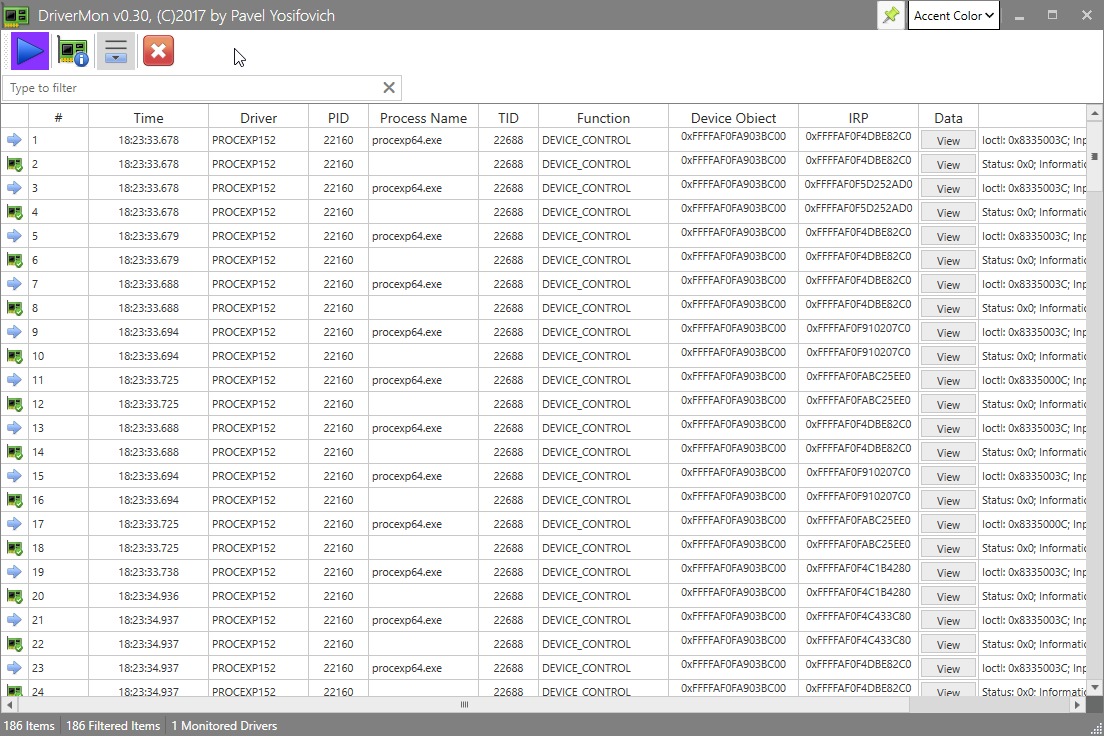 DriverMon v0.30, (C)2017 by Pavel Yosifovich Accent Color
Type to filter
# Time Driver PID Process Name TID Function Device Object IRP Data
1 18:23:33.678 PROCEXP152 22160 procexp64.exe 22688 DEVICE_CONTROL 0xFFFFAF0FA903BC00 0xFFFFAF0F4DBE82C0 View Ioctl: 0x8335003C; Inp
2 18:23:33.678 PROCEXP152 22160 22688 DEVICE_CONTROL 0xFFFFAF0FA903BC00 0xFFFFAF0F4DBE82C0 View Status: 0x0; Informatic
3 18:23:33.678 PROCEXP152 22160 procexp64.exe 22688 DEVICE_CONTROL 0xFFFFAF0FA903BC00 0xFFFFAF0F5D252AD0 View Ioctl: 0x8335003C; Inp
4 18:23:33.678 PROCEXP152 22160 22688 DEVICE_CONTROL 0xFFFFAF0FA903BC00 0xFFFFAF0F5D252AD0 View Status: 0x0; Informatic
5 18:23:33.679 PROCEXP152 22160 procexp64.exe 22688 DEVICE_CONTROL 0xFFFFAF0FA903BC00 0xFFFFAF0F4DBE82C0 View Ioctl: 0x8335003C; Inp
6 18:23:33.679 PROCEXP152 22160 22688 DEVICE_CONTROL 0xFFFFAF0FA903BC00 0xFFFFAF0F4DBE82C0 View Status: 0x0; Informatic
7 18:23:33.688 PROCEXP152 22160 procexp64.exe 22688 DEVICE_CONTROL 0xFFFFAF0FA903BC00 0xFFFFAF0F4DBE82C0 View Ioctl: 0x8335003C; Inp
8 18:23:33.688 PROCEXP152 22160 22688 DEVICE_CONTROL 0xFFFFAF0FA903BC00 0xFFFFAF0F4DBE82C0 View Status: 0x0; Informatic
9 18:23:33.694 PROCEXP152 22160 procexp64.exe 22688 DEVICE_CONTROL 0xFFFFAF0FA903BC00 0xFFFFAF0F910207C0 View Ioctl: 0x8335003C; Inp
10 18:23:33.694 PROCEXP152 22160 22688 DEVICE_CONTROL 0xFFFFAF0FA903BC00 0xFFFFAF0F910207C0 View Status: 0x0; Informatic
11 18:23:33.725 PROCEXP152 22160 procexp64.exe 22688 DEVICE_CONTROL 0xFFFFAF0FA903BC00 0xFFFFAF0FABC25EE0 View Ioctl: 0x8335000C; Inp
12 18:23:33.725 PROCEXP152 22160 22688 DEVICE_CONTROL 0xFFFFAF0FA903BC00 0xFFFFAF0FABC25EE0 View Status: 0x0; Informatic
13 18:23:33.688 PROCEXP152 22160 procexp64.exe 22688 DEVICE_CONTROL 0xFFFFAF0FA903BC00 0xFFFFAF0F4DBE82C0 View Ioctl: 0x8335003C; Inp
14 18:23:33.688 PROCEXP152 22160 22688 DEVICE_CONTROL 0xFFFFAF0FA903BC00 0xFFFFAF0F4DBE82C0 View Status: 0x0; Informatic
15 18:23:33.694 PROCEXP152 22160 procexp64.exe 22688 DEVICE_CONTROL 0xFFFFAF0FA903BC00 0xFFFFAF0F910207C0 View Ioctl: 0x8335003C; Inp
16 18:23:33.694 PROCEXP152 22160 22688 DEVICE_CONTROL 0xFFFFAF0FA903BC00 0xFFFFAF0F910207C0 View Status: 0x0; Informatic
17 18:23:33.725 PROCEXP152 22160 procexp64.exe 22688 DEVICE_CONTROL 0xFFFFAF0FA903BC00 0xFFFFAF0FABC25EE0 View Ioctl: 0x8335000C; Inp
18 18:23:33.725 PROCEXP152 22160 22688 DEVICE_CONTROL 0xFFFFAF0FA903BC00 0xFFFFAF0FABC25EE0 View Status: 0x0; Informatic
19 18:23:33.738 PROCEXP152 22160 procexp64.exe 22688 DEVICE_CONTROL 0xFFFFAF0FA903BC00 0xFFFFAF0F4C1B4280 View Ioctl: 0x8335003C; Inp
20 18:23:34.936 PROCEXP152 22160 22688 DEVICE_CONTROL 0xFFFFAF0FA903BC00 0xFFFFAF0F4C1B4280 View Status: 0x0; Informatic
21 18:23:34.937 PROCEXP152 22160 procexp64.exe 22688 DEVICE_CONTROL 0xFFFFAF0FA903BC00 0xFFFFAF0F4C433C80 View Ioctl: 0x8335003C; Inp
22 18:23:34.937 PROCEXP152 22160 22688 DEVICE_CONTROL 0xFFFFAF0FA903BC00 0xFFFFAF0F4C433C80 View Status: 0x0; Informatic
23 18:23:34.937 PROCEXP152 22160 procexp64.exe 22688 DEVICE_CONTROL 0xFFFFAF0FA903BC00 0xFFFFAF0F4DBE82C0 View Ioctl: 0x8335003C; Inp
24 18:23:34.937 PROCEXP152 22160 22688 DEVICE_CONTROL 0xFFFFAF0FA903BC00 0xFFFFAF0F4DBE82C0 View Status: 0x0; Informatic
186 Items 186 Filtered Items 1 Monitored Drivers